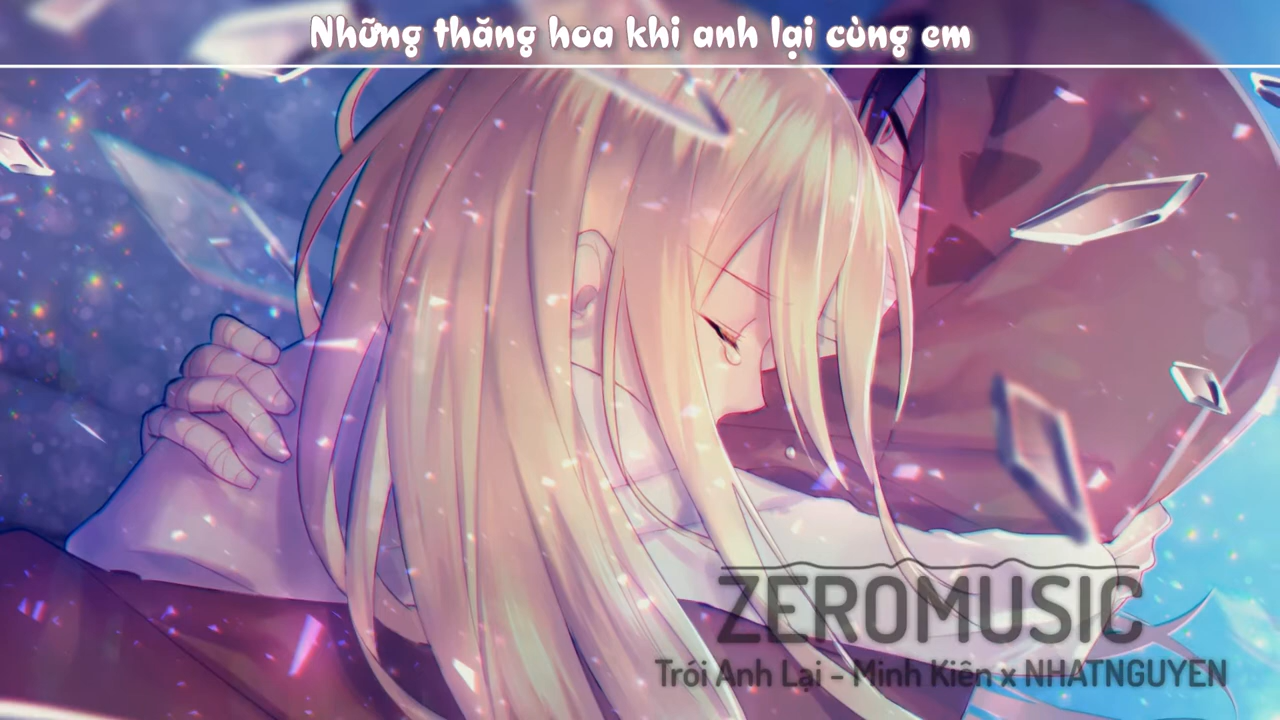 Những thăng hoa khi anh lại cùng em
ZEROMUSIC
Trói Anh Lại - Minh Kiên x NHATNGUYEN